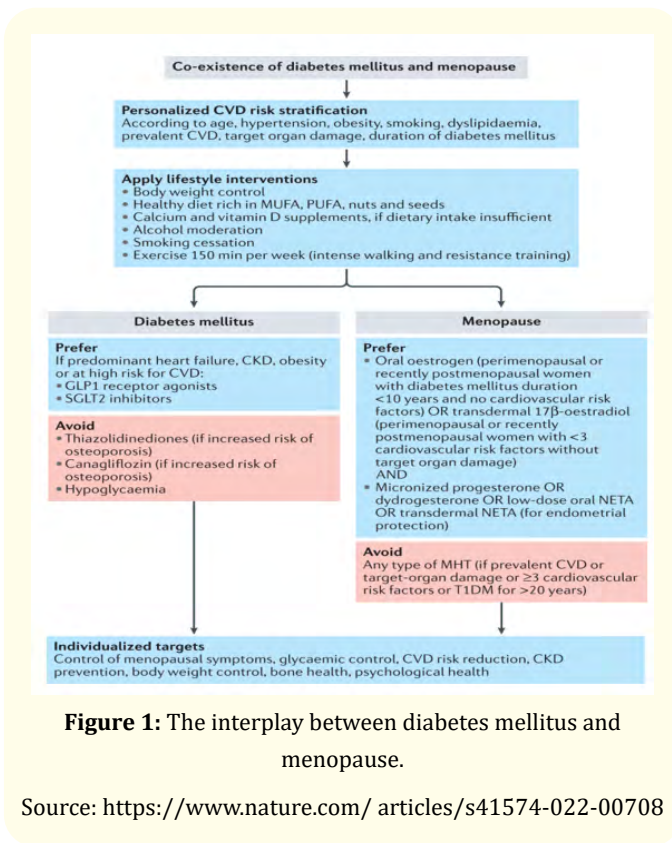 Co-existence of diabetes mellitus and menopause
Personalized CVD risk stratification
According to age, hypertension, obesity, smoking, dyslipidaemia,
prevalent CVD, target organ damage, duration of diabetes mellitus
Apply lifestyle interventions
• Body weight control
• Healthy diet rich in MUFA, PUFA, nuts and seeds
• Calcium and vitamin D supplements, if dietary intake insufficient
• Alcohol moderation
• Smoking cessation
• Exercise 150 min per week (intense walking and resistance training)
Diabetes mellitus
Prefer
If predominant heart failure, CKD, obesity
or at high risk for CVD:
• GLP1 receptor agonists
• SGLT2 inhibitors
Avoid
• Thiazolidinediones (if increased risk of
osteoporosis)
• Canagliflozin (if increased risk of
osteoporosis)
• Hypoglycaemia
Menopause
Prefer
• Oral oestrogen (perimenopausal or
recently postmenopausal women
with diabetes mellitus duration
<10 years and no cardiovascular risk
factors) OR transdermal 17β-oestradiol
(perimenopausal or recently
postmenopausal women with <3
cardiovascular risk factors without
target organ damage)
AND
• Micronized progesterone OR
dydrogesterone OR low-dose oral NETA
OR transdermal NETA (for endometrial
protection)
Avoid
Any type of MHT (if prevalent CVD or
target-organ damage or ≥3 cardiovascular
risk factors or T1DM for >20 years)
Individualized targets
Control of menopausal symptoms, glycaemic control, CVD risk reduction, CKD
prevention, body weight control, bone health, psychological health
Figure 1: The interplay between diabetes mellitus and
menopause.
Source: https://www.nature.com/ articles/s41574-022-00708